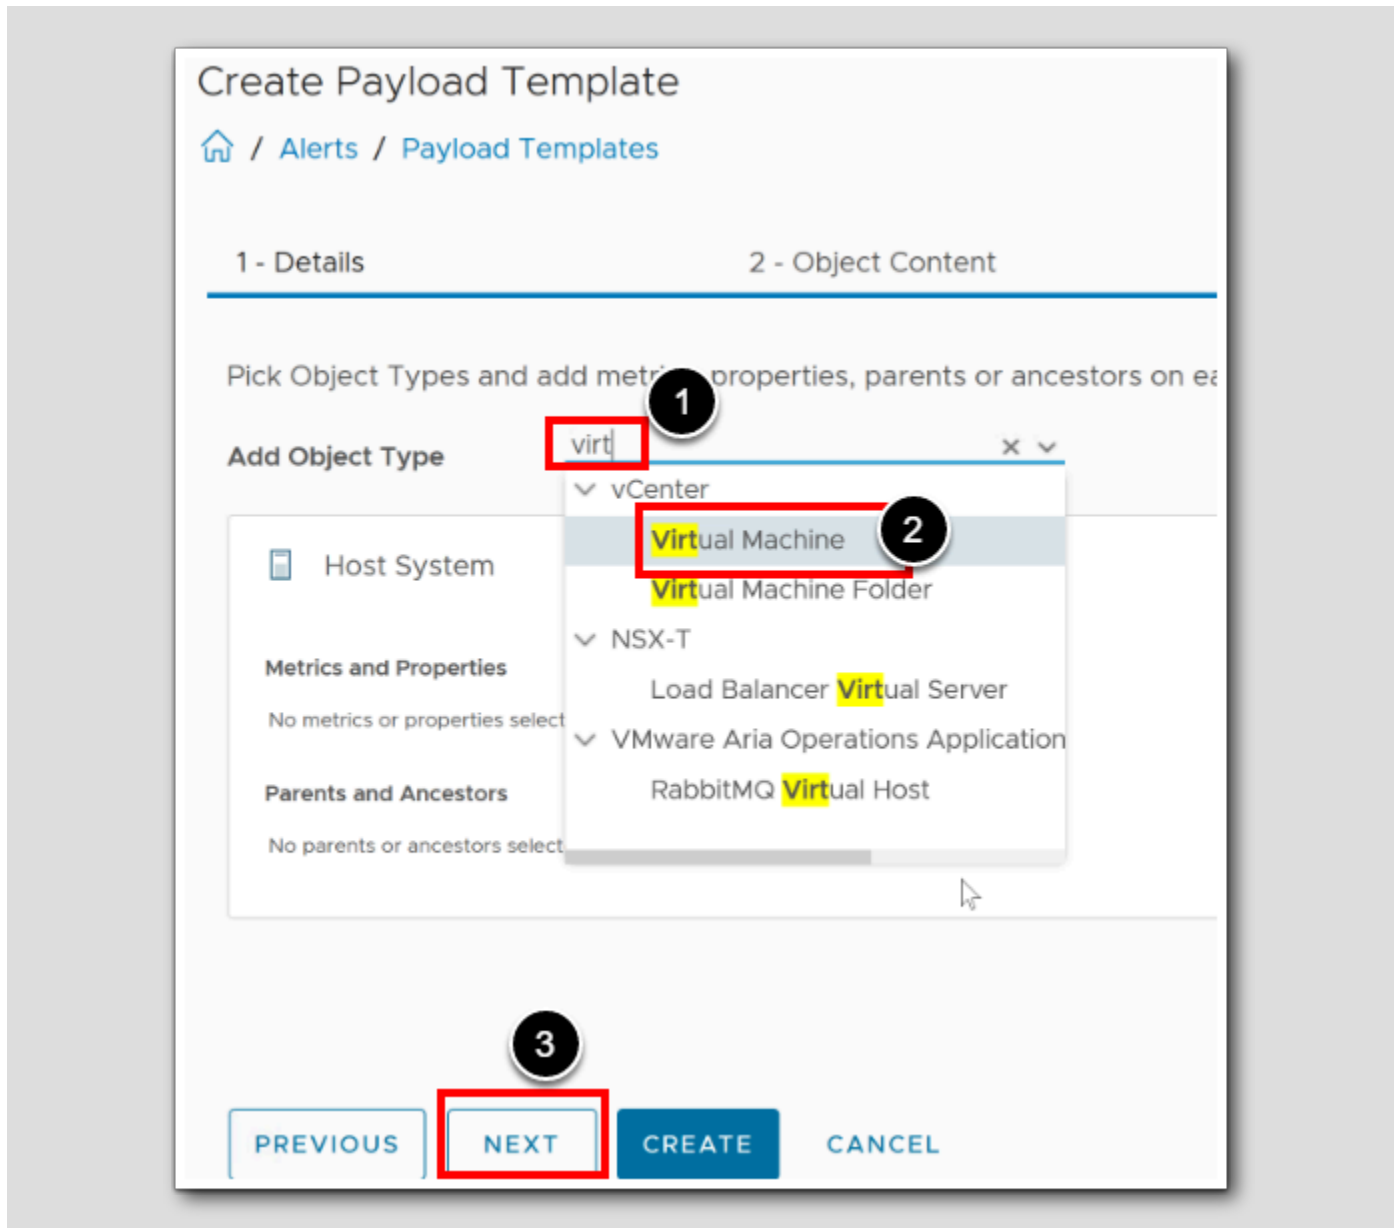 Create Payload Template
/ Alerts / Payload Templates
1 - Details
2 - Object Content
Pick Object Types and add properties, parents or ancestors on
1
Add Object Type
virt
vCenter
Virtual Machine
2
Virtual Machine Folder
NSX-T
Load Balancer Virtual Server
VMware Aria Operations Application
RabbitMQ Virtual Host
Host System
Metrics and Properties
No metrics or properties select
Parents and Ancestors
No parents or ancestors select
3
PREVIOUS
NEXT
CREATE
CANCEL